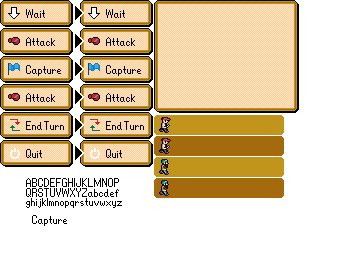 Wait Wait
Attack Attack
Capture Capture
Attack Attack
End Turn End Turn
Quit Quit
ABCDEFGHIJKLMNOP
QRSTUVWXYZabcdef
ghijklmnopqrstuvwxyz
Capture